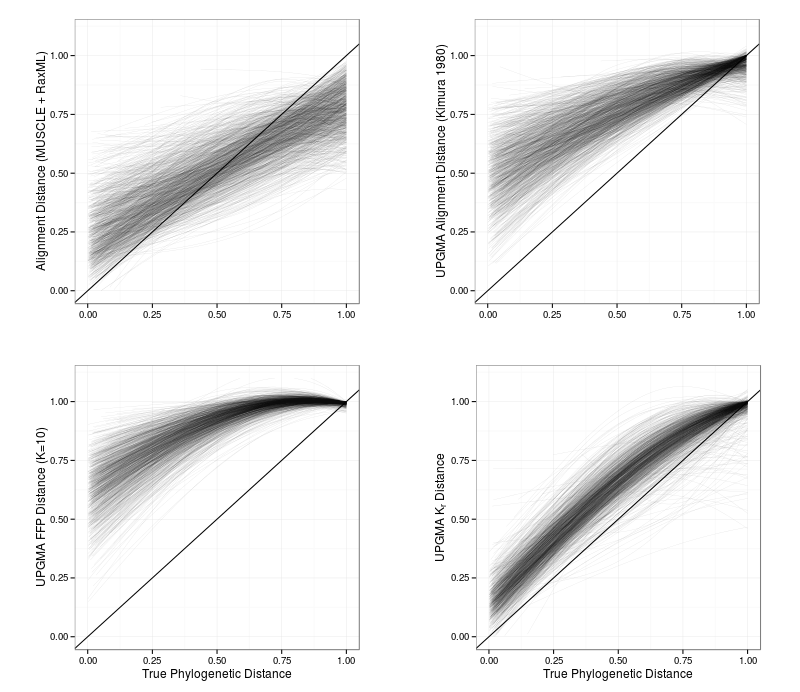 Alignment Distance (MUSCLE + RaxML)
1.00
0.75
0.50
0.25
0.00
0.00 0.25 0.50 0.75 1.00
UPGMA Alignment Distance (Kimura 1980)
1.00
0.75
0.50
0.25
0.00
0.00 0.25 0.50 0.75 1.00
UPGMA FFP Distance (K=10)
1.00
0.75
0.50
0.25
0.00
0.00 0.25 0.50 0.75 1.00
True Phylogenetic Distance
UPGMA Kr Distance
1.00
0.75
0.50
0.25
0.00
0.00 0.25 0.50 0.75 1.00
True Phylogenetic Distance